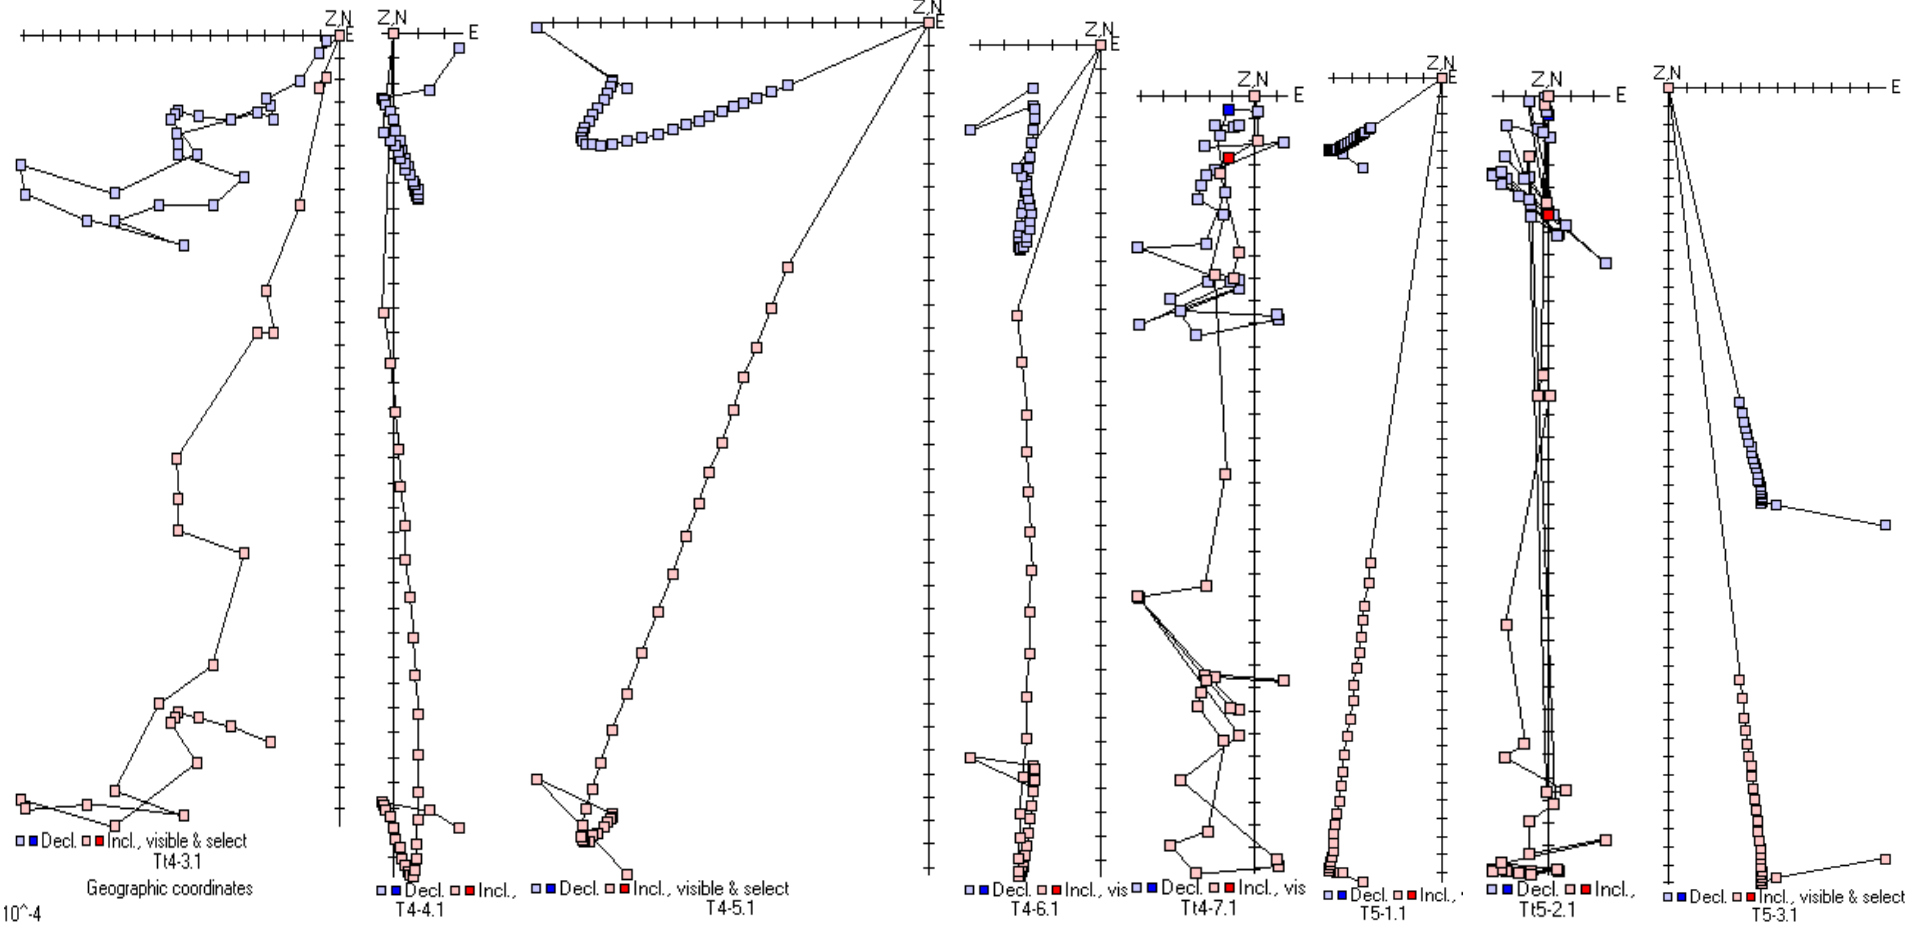 Z,N
E
Decl. Incl., visible & select
Tt4-3.1
Geographic coordinates
10^-4
Z,N
E
Decl. Incl.,
T4-4.1
Z,N
E
Decl. Incl., visible & select
T4-5.1
Z,N
E
Decl. Incl., vis
T4-6.1
Z,N
E
Decl. Incl., vis
Tt4-7.1
Z,N
E
Decl. Incl.,
T5-1.1
Z,N
E
Decl. Incl.,
Tt5-2.1
Z,N
E
Decl. Incl., visible & select
T5-3.1